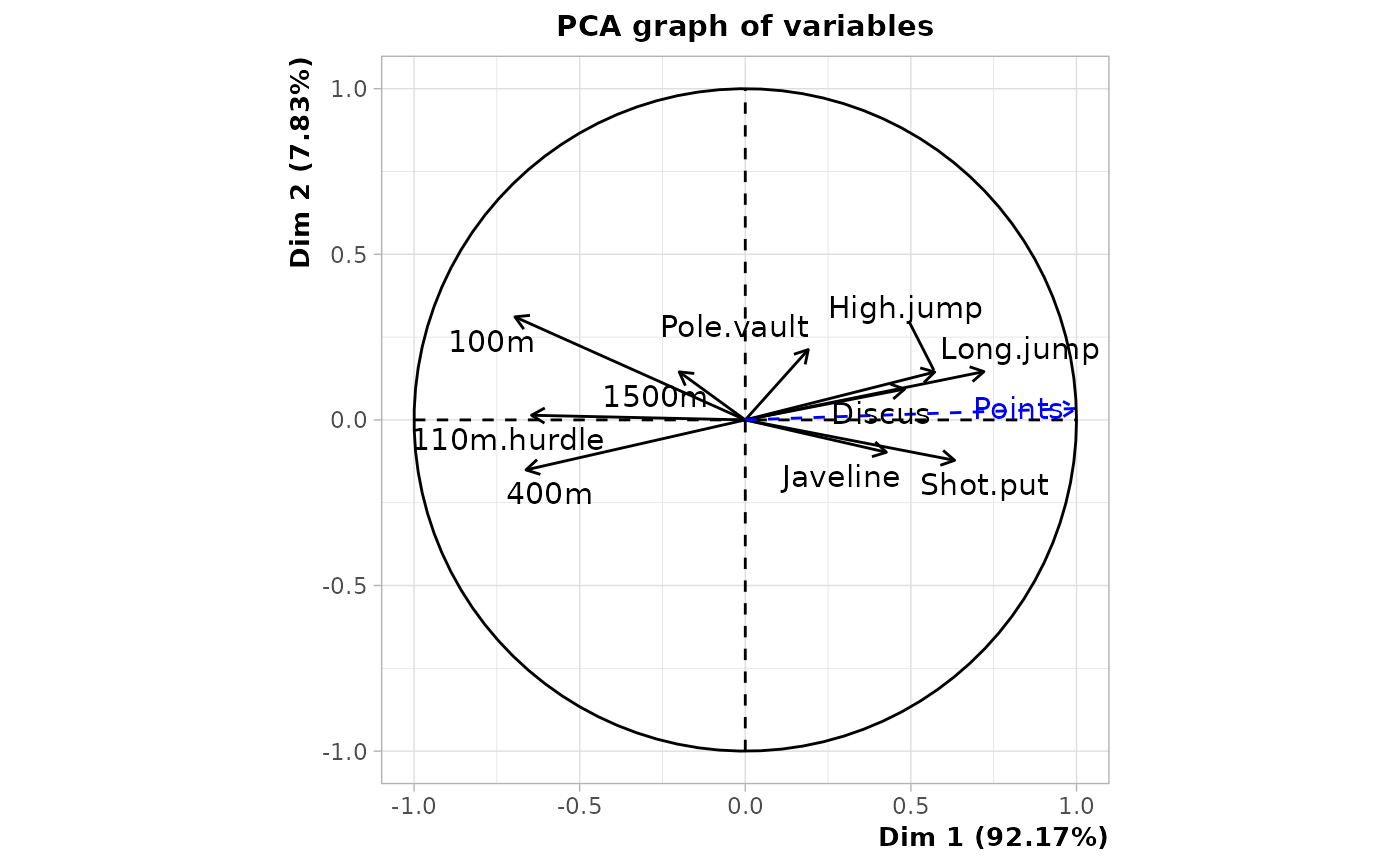 PCA graph of variables
Dim 2 (7.83%)
1.0
0.5
0.0
-0.5
-1.0
High.jump
Pole.vault
100m
Long.jump
1500m
Points
Discus
110m.hurdle
Javeline
Shot.put
400m
-1.0
-0.5
0.0
0.5
1.0
Dim 1 (92.17%)